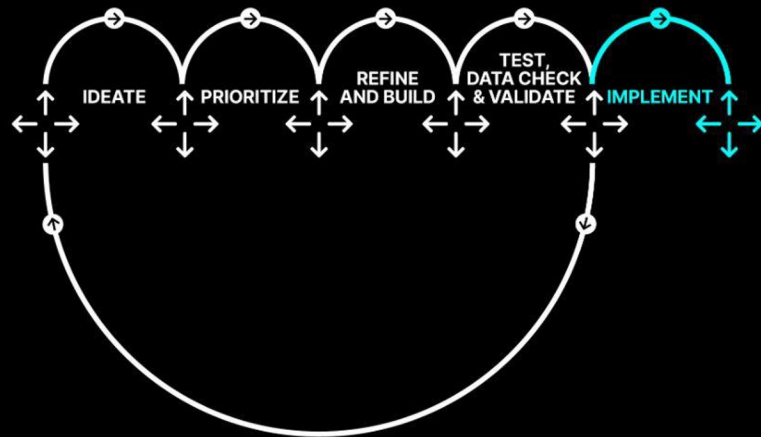 IDEATE
PRIORITIZE
REFINE
AND BUILD
TEST,
DATA CHECK
& VALIDATE
IMPLEMENT